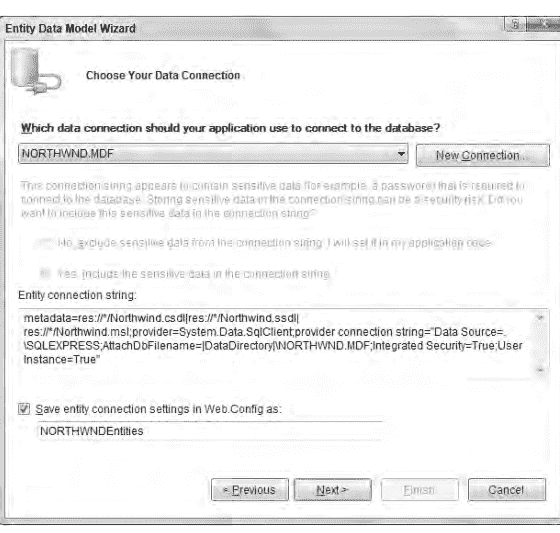 Entity Data Model Wizard
Choose Your Data Connection
Which data connection should your application use to connect to the database?
NORTHWND.MDF
New Connection...
This connection string appears to contain sensitive data (for example, a password) that is required to
connect to the database. Storing sensitive data in the connection string can be a security risk. Do you
want to include this sensitive data in the connection string?
No, exclude sensitive data from the connection string. I will set it in my application code.
Yes, include the sensitive data in the connection string.
Entity connection string:
metadata=res://*/Northwind.csdl|res://*/Northwind.ssdl|
res://*/Northwind.msl;provider=System.Data.SqlClient;provider connection string="Data Source=.
\SQLEXPRESS;AttachDbFilename=|DataDirectory|\NORTHWND.MDF;Integrated Security=True;User
Instance=True"
Save entity connection settings in Web.Config as:
NORTHWNDEntities
< Previous
Next >
Finish
Cancel